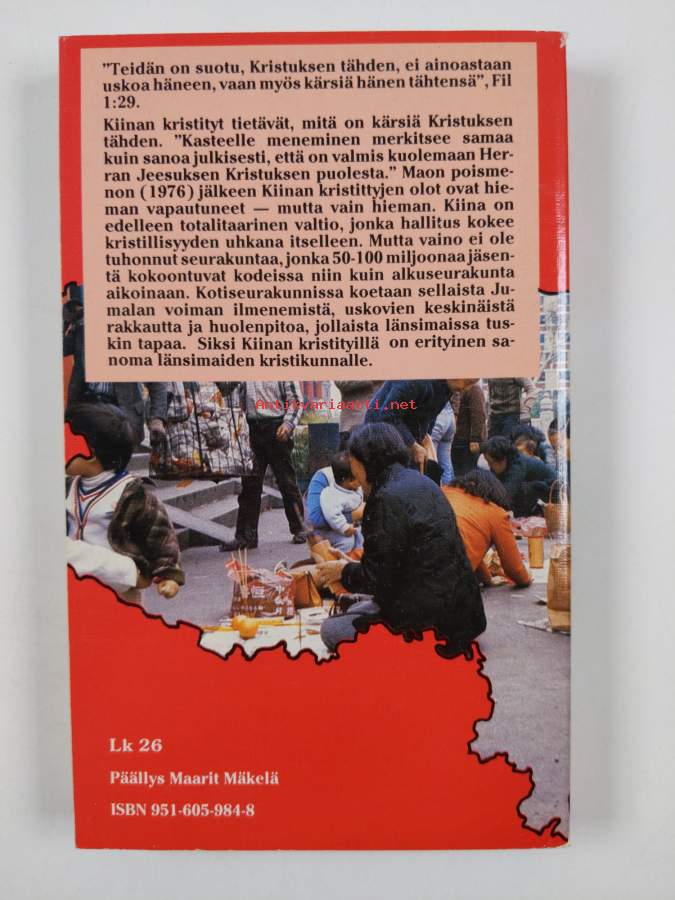 "Teidän on suotu, Kristuksen tähden, ei ainoastaan
uskoa häneen, vaan myös kärsiä hänen tähtensä", Fil
1:29.
Kiinan kristityt tietävät, mitä on kärsiä Kristuksen
tähden. "Kasteelle meneminen merkitsee samaa
kuin sanoa julkisesti, että on valmis kuolemaan Her-
ran Jeesuksen Kristuksen puolesta." Maon poisme-
non (1976) jälkeen Kiinan kristittyjen olot ovat hie-
man vapautuneet — mutta vain hieman. Kiina on
edelleen totalitaarinen valtio, jonka hallitus kokee
kristillisyyden uhkana itselleen. Mutta vaino ei ole
tuhonnut seurakuntaa, jonka 50-100 miljoonaa jäsen-
tä kokoontuvat kodeissa niin kuin alkuseurakunta
aikoinaan. Kotiseurakunnissa koetaan sellaista Ju-
malan voiman ilmenemistä, uskovien keskinäistä
rakkautta ja huolenpitoa, jollaista länsimaissa tus-
kin tapaa. Siksi Kiinan kristityillä on erityinen sa-
noma länsimaiden kristikunnalle.
Antikvariaatti.net
Lk 26
Päällys Maarit Mäkelä
ISBN 951-605-984-8